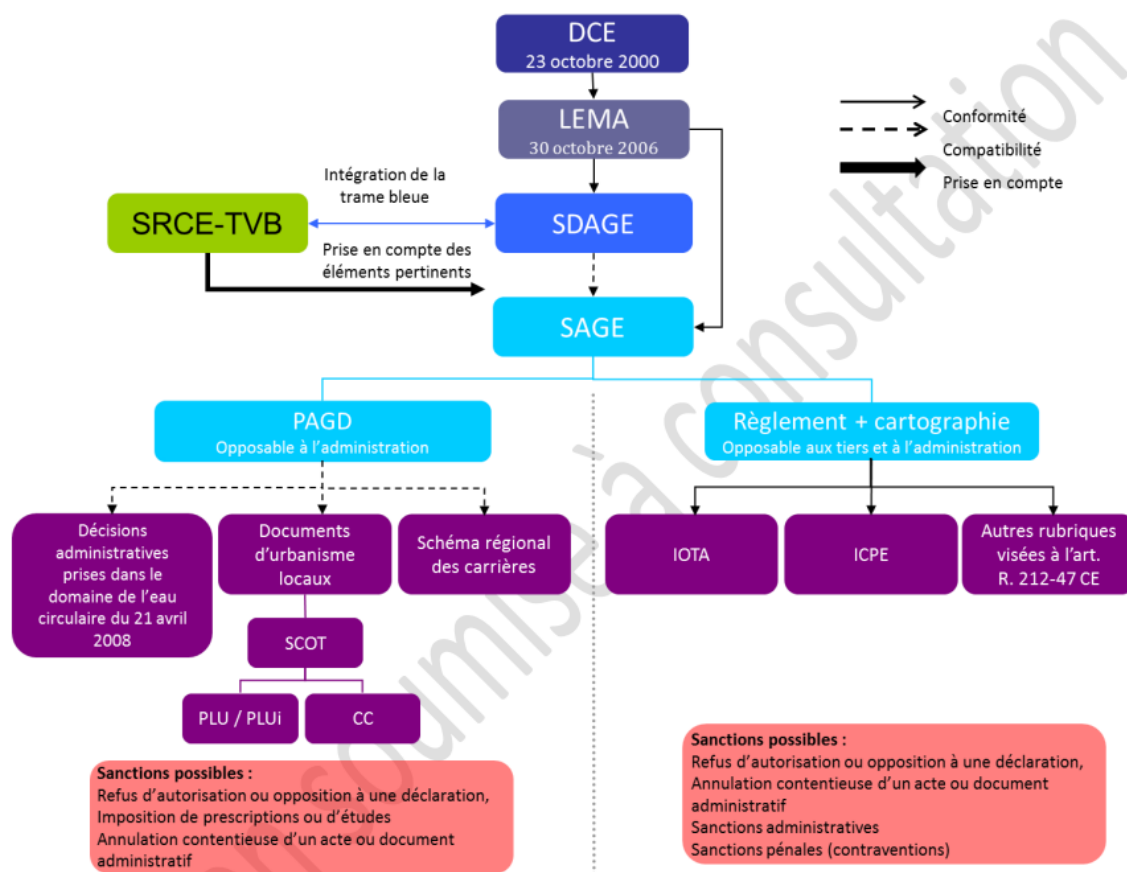 DCE
23 octobre 2000
LEMA
30 octobre 2006
Conformité
Compatibilité
Prise en compte
Intégration de la
trame bleue
SRCE-TVB
SDAGE
Prise en compte des
éléments pertinents
SAGE
PAGD
Opposable à l'administration
Règlement + cartographie
Opposable aux tiers et à l'administration
Décisions
administratives
prises dans le
domaine de l'eau
circulaire du 21 avril
2008
Documents
d'urbanisme
locaux
Schéma régional
des carrières
IOTA
ICPE
Autres rubriques
visées à l'art.
R. 212-47 CE
SCOT
PLU / PLUi
CC
Sanctions possibles :
Refus d'autorisation ou opposition à une déclaration,
Imposition de prescriptions ou d'études
Annulation contentieuse d'un acte ou document
administratif
Sanctions possibles :
Refus d'autorisation ou opposition à une déclaration,
Annulation contentieuse d'un acte ou document
administratif
Sanctions administratives
Sanctions pénales (contraventions)
soumise à consultation